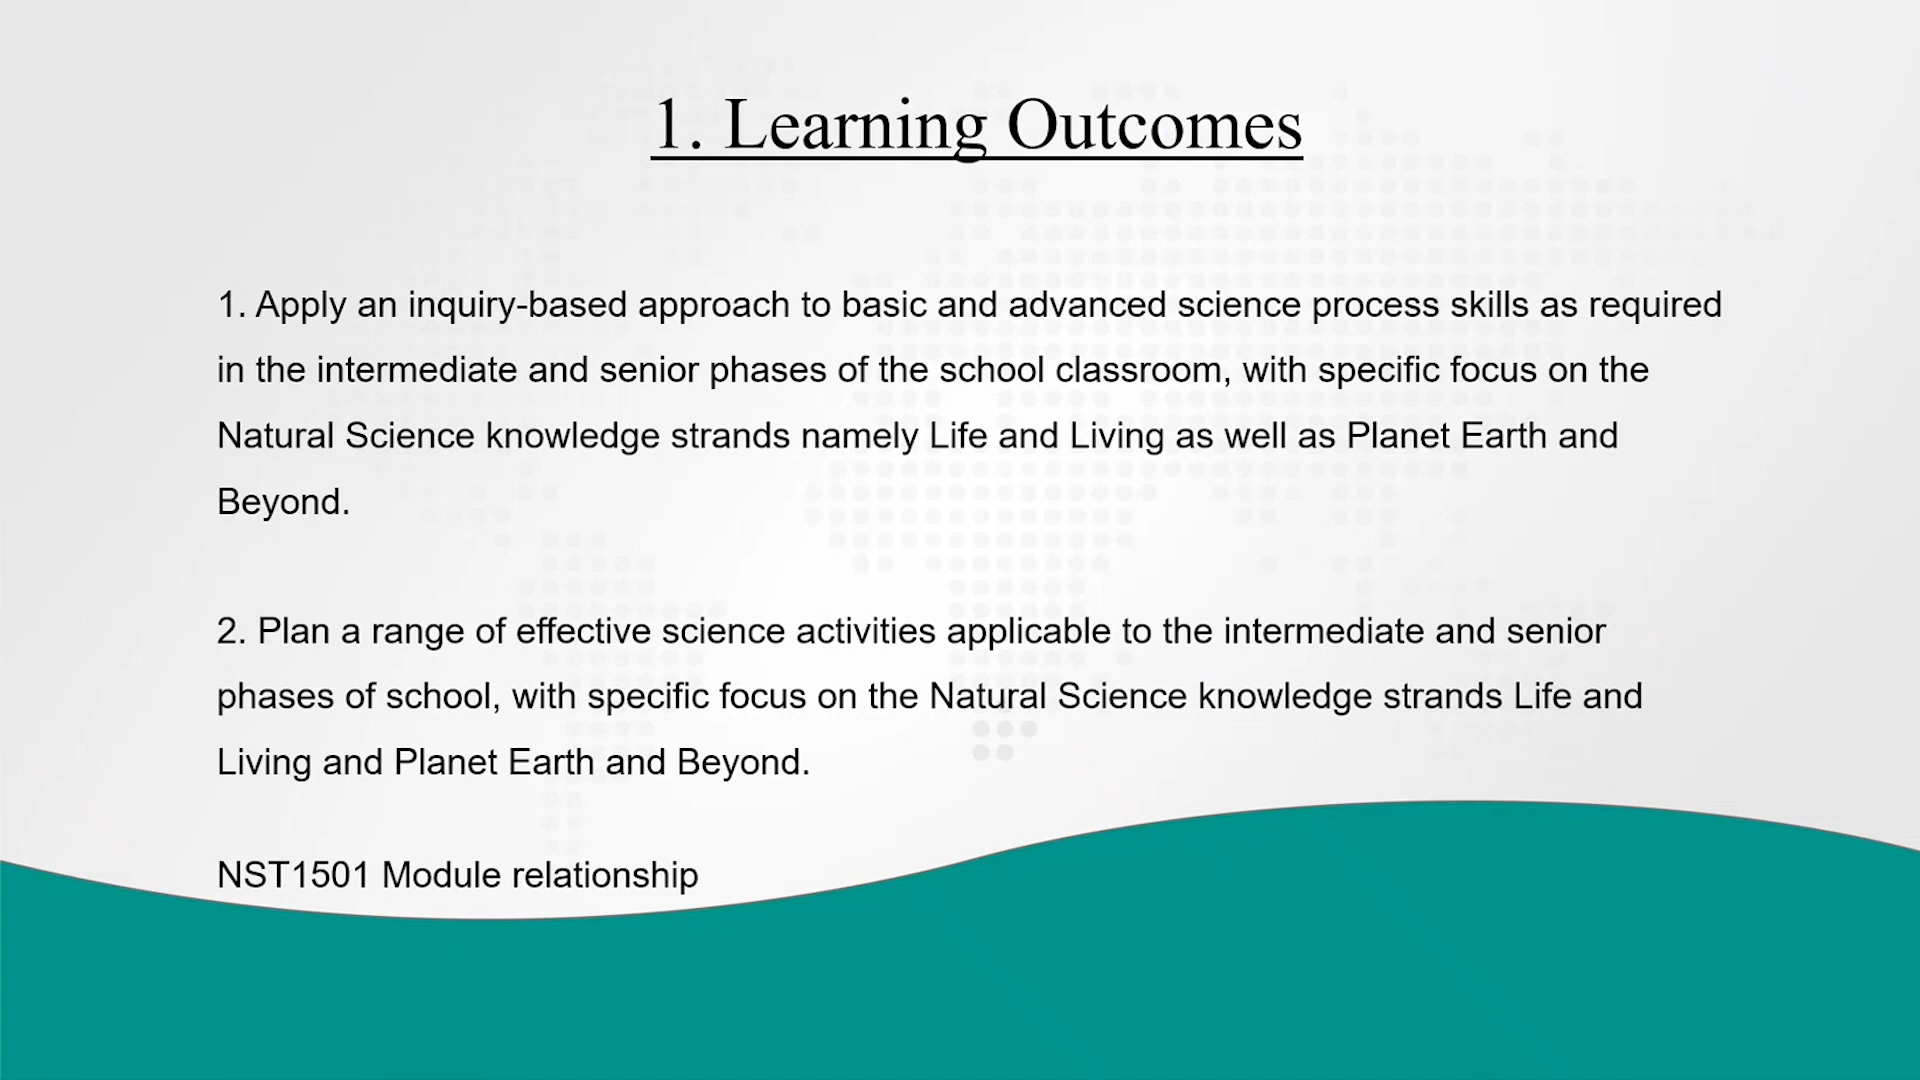 1. Learning Outcomes
1. Apply an inquiry-based approach to basic and advanced science process skills as required
in the intermediate and senior phases of the school classroom, with specific focus on the
Natural Science knowledge strands namely Life and Living as well as Planet Earth and
Beyond.
2. Plan a range of effective science activities applicable to the intermediate and senior
phases of school, with specific focus on the Natural Science knowledge strands Life and
Living and Planet Earth and Beyond.
NST1501 Module relationship